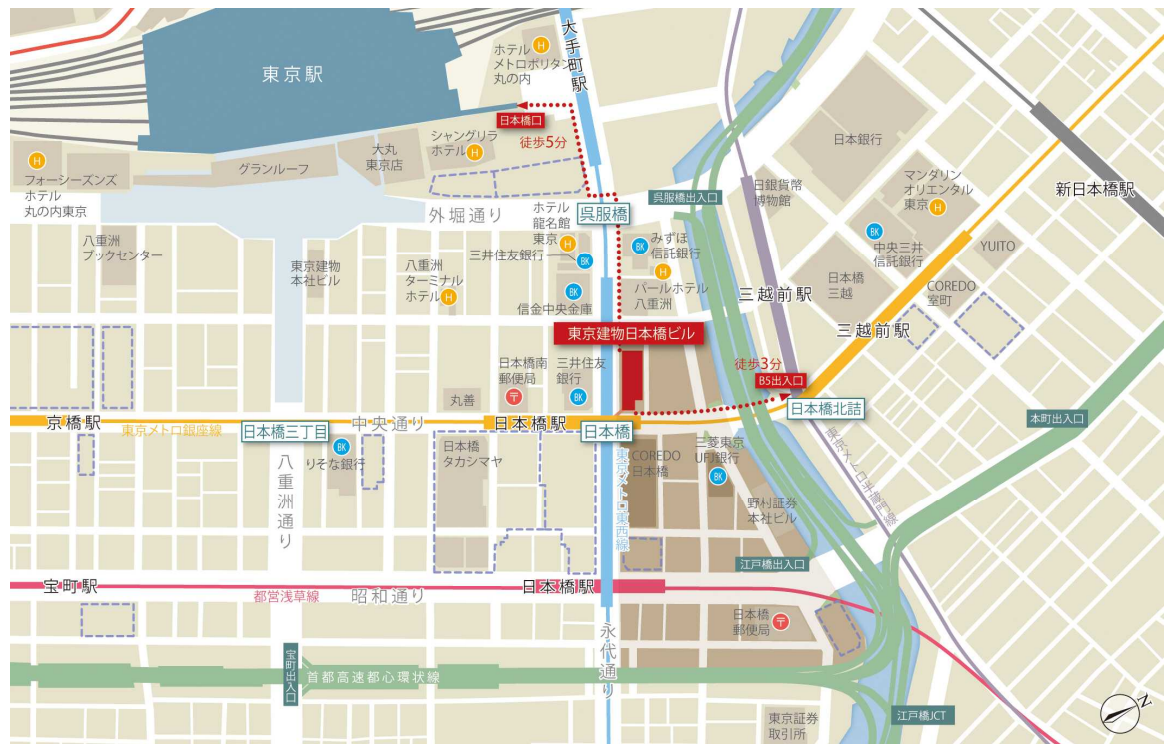 大手町駅
ホテル
メトロポリタン
丸の内
東京駅
日本橋口
徒歩5分
シャングリラ
ホテル
大丸
東京店
グランルーフ
フォーシーズンズ
ホテル
丸の内東京
日本銀行
マンダリン
オリエンタル
東京
新日本橋駅
日銀貨幣
博物館
呉服橋出入口
呉服橋
外堀通り
ホテル
龍名館
東京
みずほ
信託銀行
中央三井
信託銀行
YUITO
八重洲
ブックセンター
東京建物
本社ビル
八重洲
ターミナル
ホテル
三井住友銀行
信金中央金庫
パールホテル
八重洲
三越前駅
日本橋
三越
COREDO
室町
三越前駅
東京建物日本橋ビル
日本橋南
郵便局
三井住友
銀行
徒歩3分
B5出入口
丸善
日本橋北詰
本町出入口
京橋駅
東京メトロ銀座線
日本橋三丁目
中央通り
日本橋駅
日本橋
りそな銀行
日本橋
タカシマヤ
COREDO
日本橋
三菱東京
UFJ銀行
東京メトロ半蔵門線
八重洲通り
東京メトロ東西線
野村証券
本社ビル
江戸橋出入口
宝町駅
都営浅草線
昭和通り
日本橋駅
日本橋
郵便局
永代通り
宝町出入口
首都高速都心環状線
江戸橋JCT
東京証券
取引所
H
H
H
H
H
H
H
BK
BK
BK
BK
BK
BK
BK
〒
〒
N